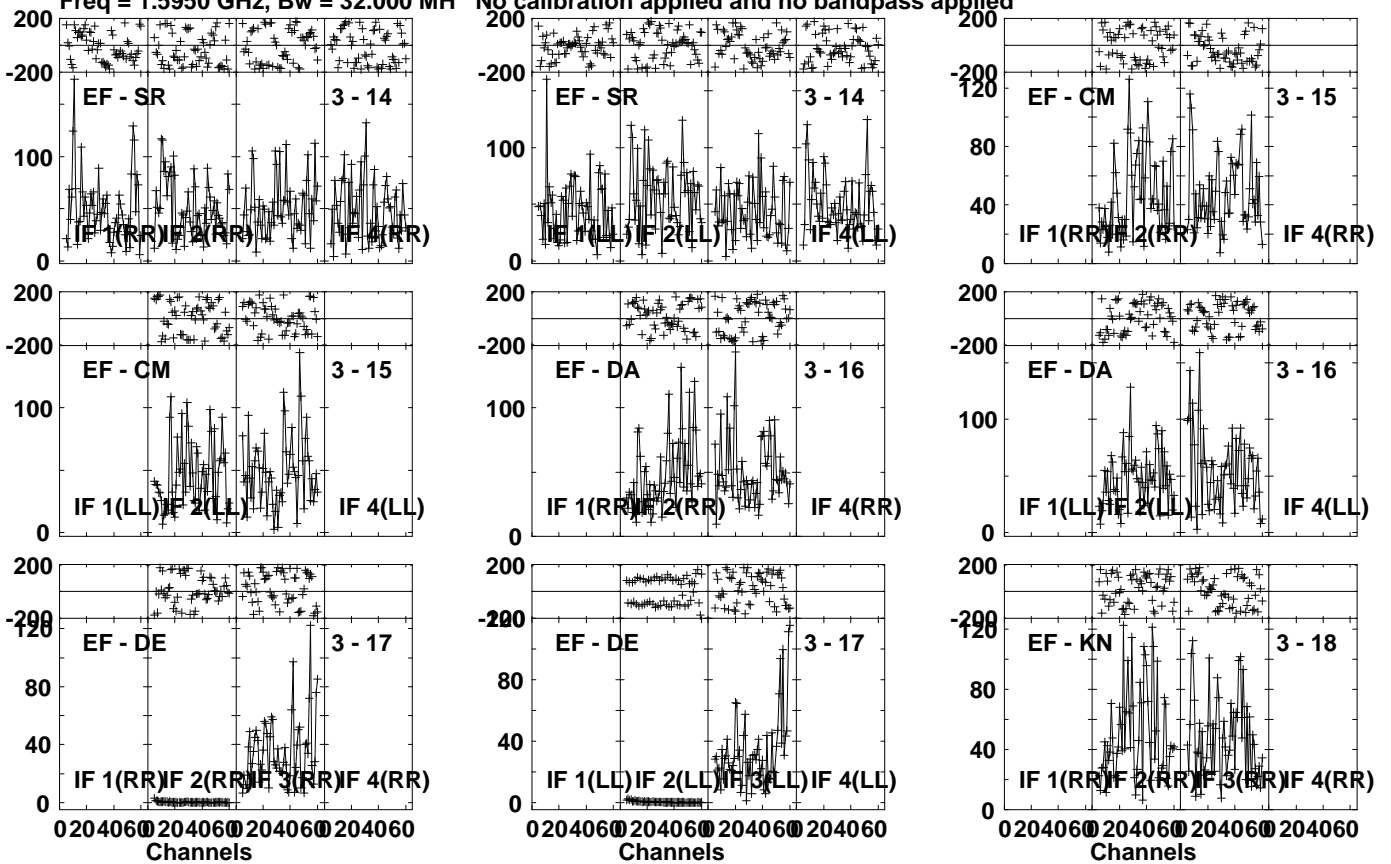 Freq = 1.5950 GHz, Bw = 32.000 MH No calibration applied and no bandpass applied
200
-200
EF - SR 3 - 14
100
IF 1(RR) IF 2(RR) IF 4(RR)
0
200
-200
EF - SR 3 - 14
100
IF 1(LL) IF 2(LL) IF 4(LL)
0
200
-200
120
EF - CM 3 - 15
80
40
IF 1(RR) IF 2(RR) IF 4(RR)
0
200
-200
EF - CM 3 - 15
100
IF 1(LL) IF 2(LL) IF 4(LL)
0
200
-200
EF - DA 3 - 16
100
IF 1(RR) IF 2(RR) IF 4(RR)
0
200
-200
EF - DA 3 - 16
100
IF 1(LL) IF 2(LL) IF 4(LL)
0
200
-200
120
EF - DE 3 - 17
80
40
IF 1(RR) IF 2(RR) IF 3(RR) IF 4(RR)
0
0 20 40 60 0 20 40 60 0 20 40 60 0 20 40 60
Channels
200
-200
EF - DE 3 - 17
80
40
IF 1(LL) IF 2(LL) IF 3(LL) IF 4(LL)
0
0 20 40 60 0 20 40 60 0 20 40 60 0 20 40 60
Channels
200
-200
120
EF - KN 3 - 18
80
40
IF 1(RR) IF 2(RR) IF 3(RR) IF 4(RR)
0
0 20 40 60 0 20 40 60 0 20 40 60 0 20 40 60
Channels